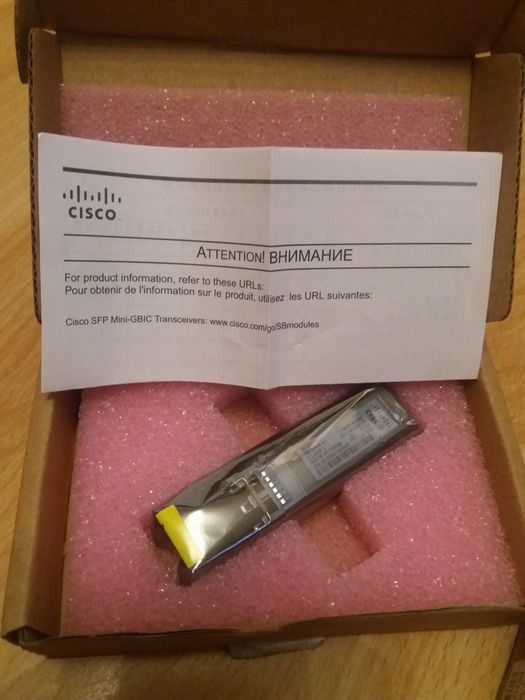 CISCO
ATTENTION! ВНИМАНИЕ
For product information, refer to these URLs:
Pour obtenir de l'information sur le produit, utilisez les URL suivantes:
Cisco SFP Mini-GBIC Transceivers: www.cisco.com/go/SBmodules
CISCO